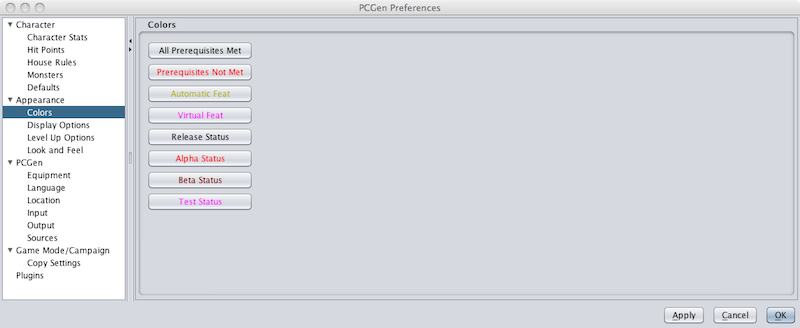 PCGen Preferences
Character
Character Stats
Hit Points
House Rules
Monsters
Defaults
Appearance
Colors
Display Options
Level Up Options
Look and Feel
PCGen
Equipment
Language
Location
Input
Output
Sources
Game Mode/Campaign
Copy Settings
Plugins
Colors
All Prerequisites Met
Prerequisites Not Met
Automatic Feat
Virtual Feat
Release Status
Alpha Status
Beta Status
Test Status
Apply
Cancel
OK